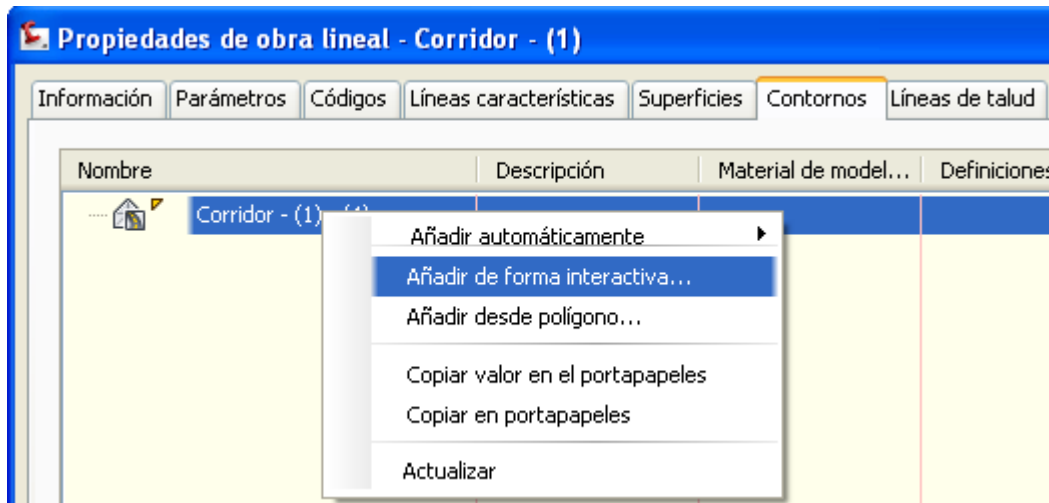 Propiedades de obra lineal - Corridor - (1)
Información Parámetros Códigos Líneas características Superficies Contornos Líneas de talud
Nombre Descripción Material de model... Definiciones
Corridor - (1) - (1)
Añadir automáticamente
Añadir de forma interactiva...
Añadir desde polígono...
Copiar valor en el portapapeles
Copiar en portapapeles
Actualizar